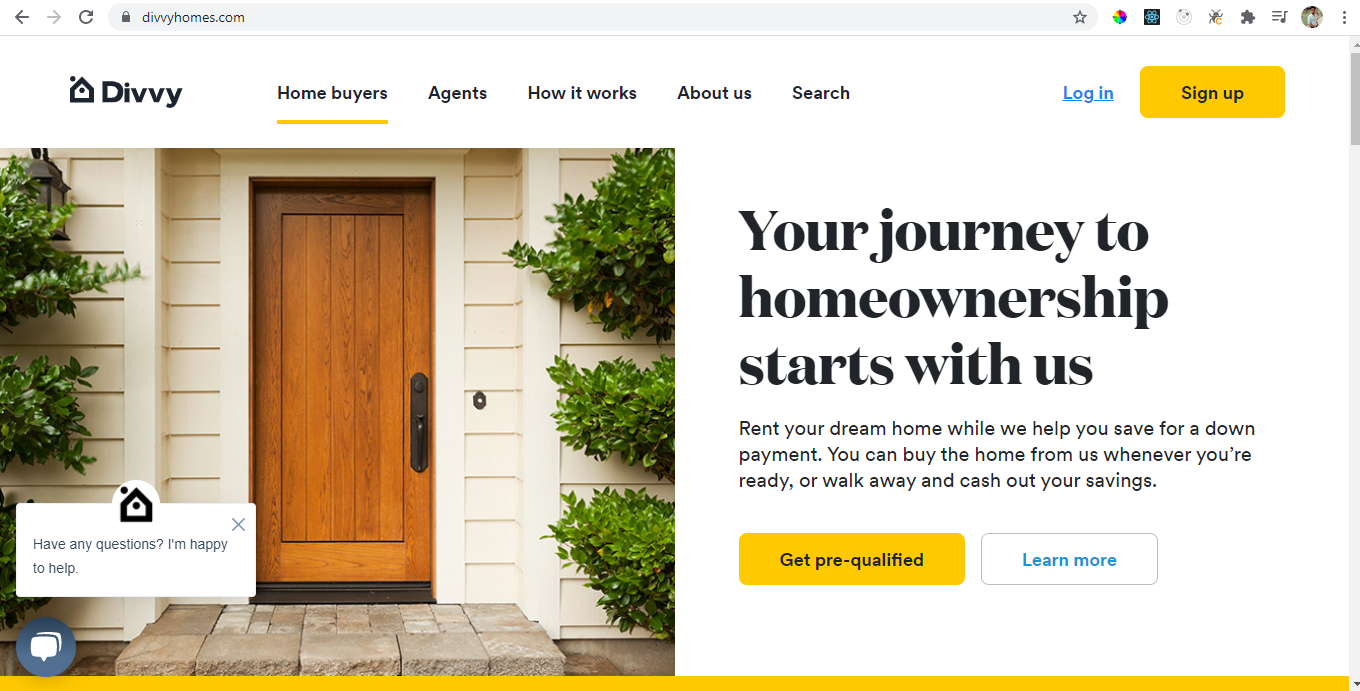 divvyhomes.com
Divvy
Home buyers
Agents
How it works
About us
Search
Log in
Sign up
Your journey to
homeownership
starts with us
Rent your dream home while we help you save for a down
payment. You can buy the home from us whenever you’re
ready, or walk away and cash out your savings.
Get pre-qualified
Learn more
Have any questions? I'm happy
to help.